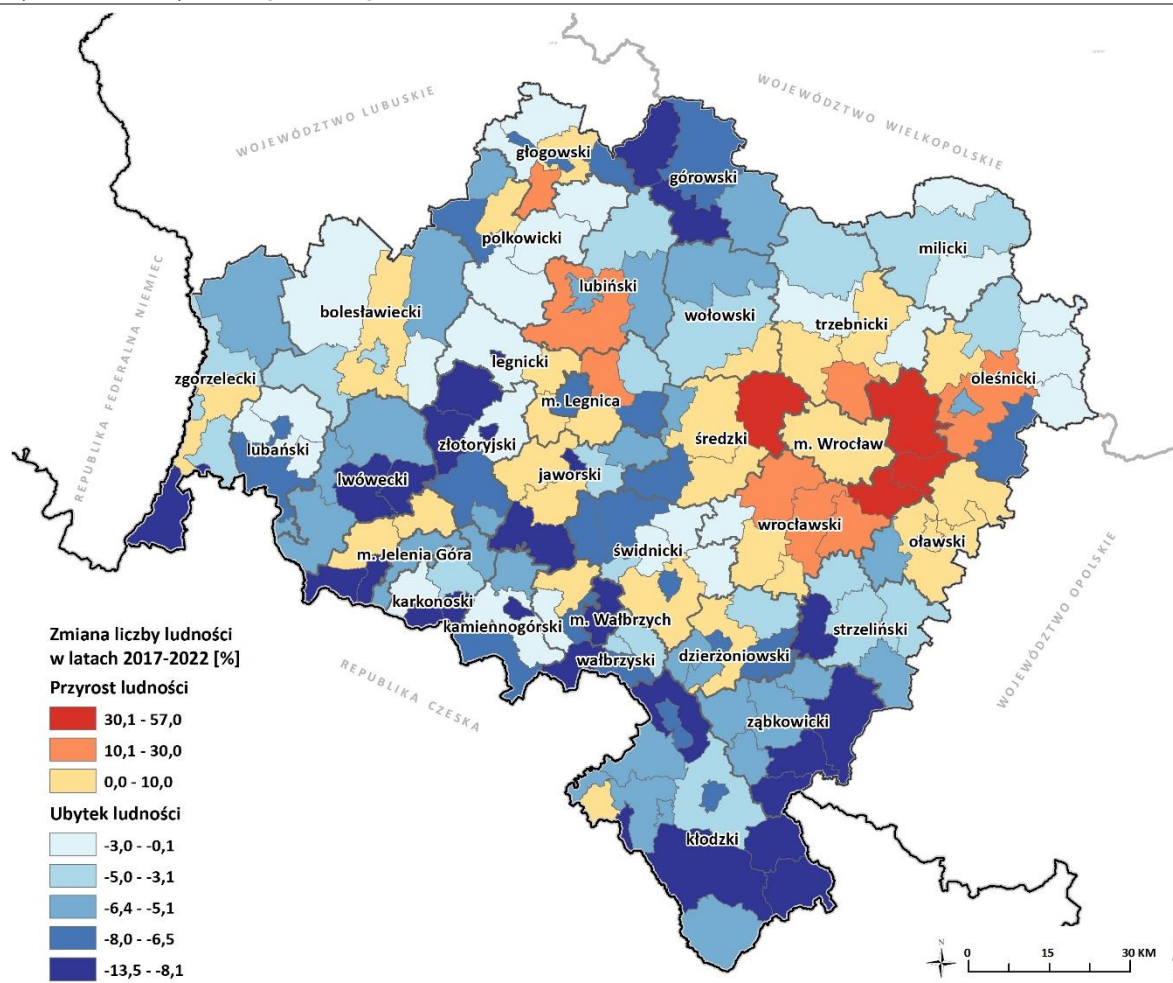 WOJEWÓDZTWO LUBUSKIE
WOJEWÓDZTWO WIELKOPOLSKIE
REPUBLIKA FEDERALNA NIEMIEC
głogowski
górowski
polkowicki
milicki
lubiński
bolesławiecki
wołowski
trzebnicki
legnicki
zgorzelecki
oleśnicki
m. Legnica
złotoryjski
średzki
m. Wrocław
lubański
jaworski
lwówecki
wrocławski
oławski
świdnicki
m. Jelenia Góra
karkonoski
kamiennogórski
m. Wałbrzych
strzeliński
wałbrzyski
dzierżoniowski
REPUBLIKA CZESKA
WOJEWÓDZTWO OPOLSKIE
ząbkowicki
kłodzki
Zmiana liczby ludności
w latach 2017-2022 [%]
Przyrost ludności
30,1 - 57,0
10,1 - 30,0
0,0 - 10,0
Ubytek ludności
-3,0 - -0,1
-5,0 - -3,1
-6,4 - -5,1
-8,0 - -6,5
-13,5 - -8,1
N
0 15 30 KM